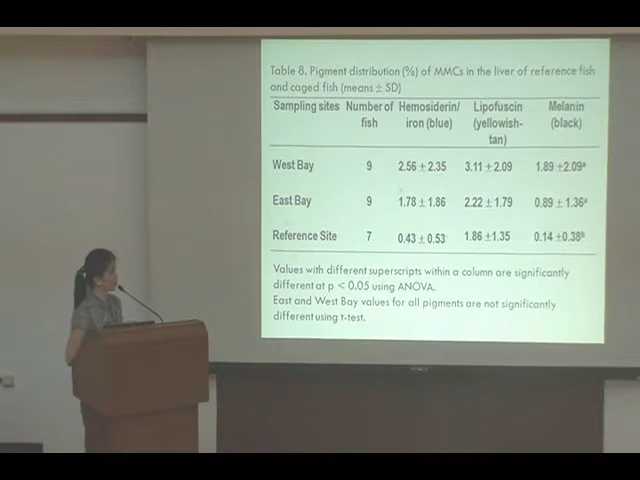 Table 8. Pigment distribution (%) of MMCs in the liver of reference fish
and caged fish (means ± SD)
Sampling sites Number of fish Hemosiderin/ iron (blue) Lipofuscin (yellowish- tan) Melanin (black)
West Bay 9 2.56 ± 2.35 3.11 ± 2.09 1.89 ±2.09ᵃ
East Bay 9 1.78 ± 1.86 2.22 ± 1.79 0.89 ± 1.36ᵃ
Reference Site 7 0.43 ± 0.53 1.86 ±1.35 0.14 ±0.38ᵇ
Values with different superscripts within a column are significantly
different at p < 0.05 using ANOVA.
East and West Bay values for all pigments are not significantly
different using t-test.